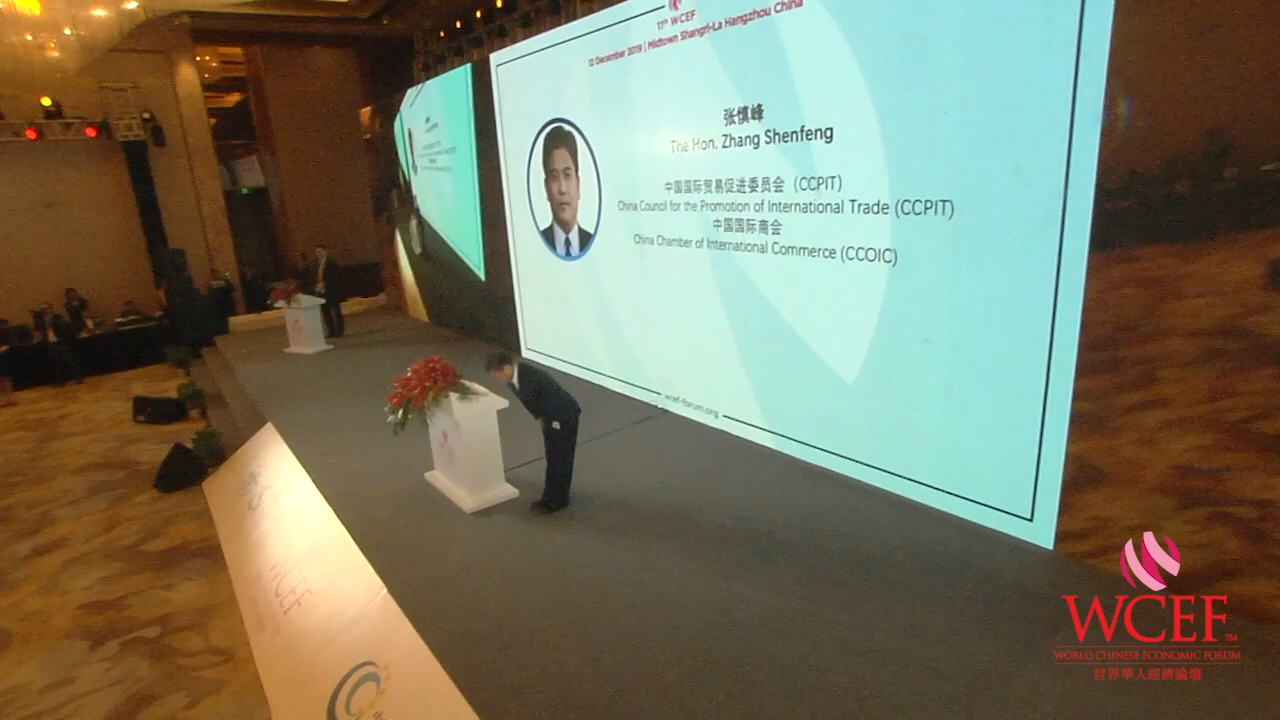 11th WCEF
12 December 2019 | Midtown Shangri-La Hangzhou China
张慎峰
The Hon. Zhang Shenfeng
中国国际贸易促进委员会（CCPIT）
China Council for the Promotion of International Trade (CCPIT)
中国国际商会
China Chamber of International Commerce (CCOIC)
wcef-forum.org
WCEF
WCEF™
WORLD CHINESE ECONOMIC FORUM
世界華人經濟論壇